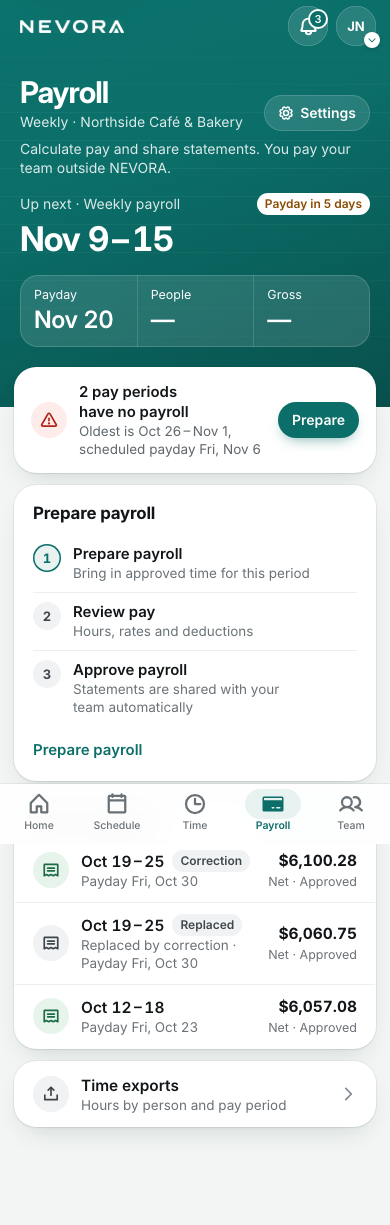 NEVORA
3
JN
Payroll
Weekly · Northside Café & Bakery
Settings
Calculate pay and share statements. You pay your
team outside NEVORA.
Up next · Weekly payroll
Payday in 5 days
Nov 9–15
Payday
People
Gross
Nov 20
—
—
2 pay periods
have no payroll
Oldest is Oct 26–Nov 1,
scheduled payday Fri, Nov 6
Prepare
Prepare payroll
1
Prepare payroll
Bring in approved time for this period
2
Review pay
Hours, rates and deductions
3
Approve payroll
Statements are shared with your
team automatically
Prepare payroll
Home
Schedule
Time
Payroll
Team
Oct 19–25
Correction
$6,100.28
Payday Fri, Oct 30
Net · Approved
Oct 19–25
Replaced
$6,060.75
Replaced by correction ·
Payday Fri, Oct 30
Net · Approved
Oct 12–18
$6,057.08
Payday Fri, Oct 23
Net · Approved
Time exports
Hours by person and pay period